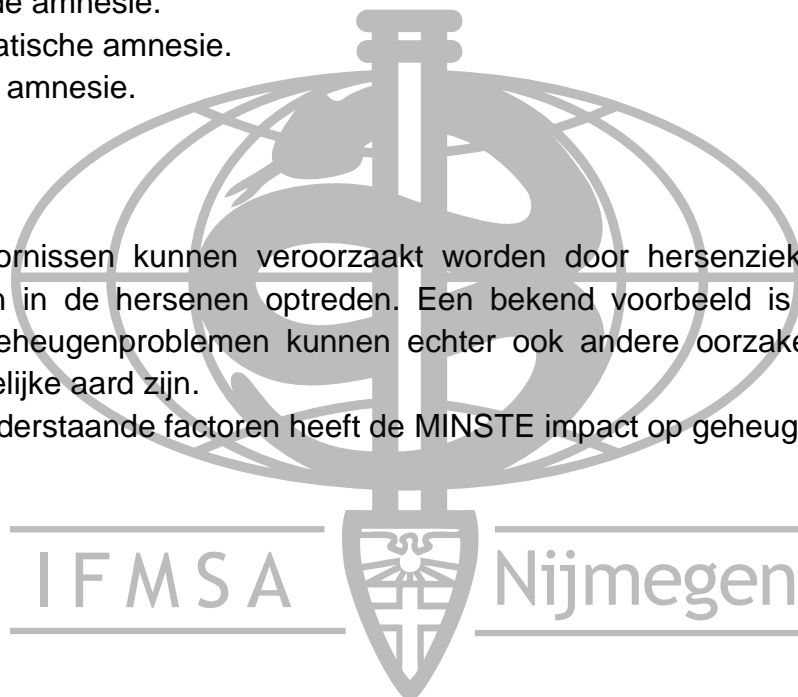 de amnesie.
atische amnesie.
amnesie.
ornissen kunnen veroorzaakt worden door hersenziek
n in de hersenen optreden. Een bekend voorbeeld is
eheugenproblemen kunnen echter ook andere oorzake
elijke aard zijn.
derstaande factoren heeft de MINSTE impact op geheug
IFMSA Nijmegen